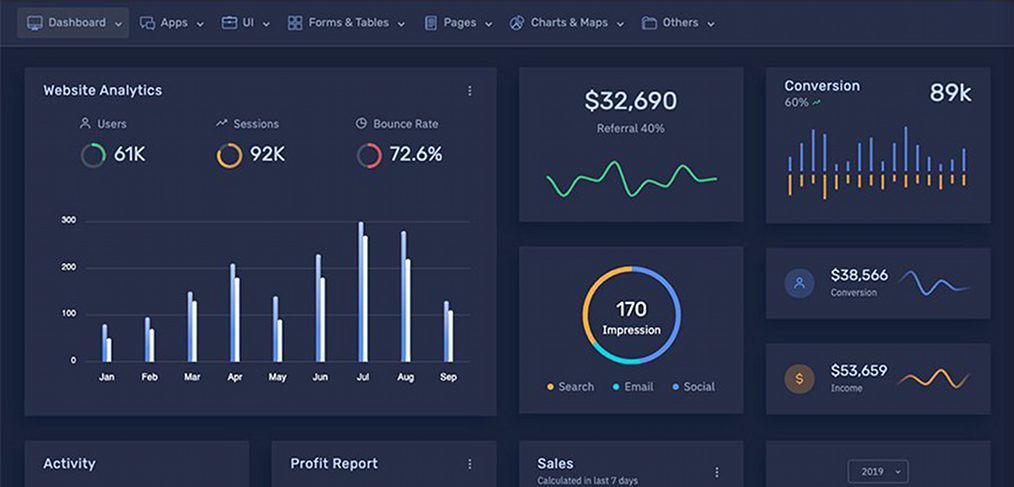 Dashboard Apps UI Forms & Tables Pages Charts & Maps Others
Website Analytics
Users Sessions Bounce Rate
61K 92K 72.6%
300
200
100
0
Jan Feb Mar Apr May Jun Jul Aug Sep
$32,690
Referral 40%
Conversion
60%
89k
170
Impression
Search Email Social
$38,566
Conversion
$
$53,659
Income
Activity
Profit Report
Sales
Calculated in last 7 days
2019